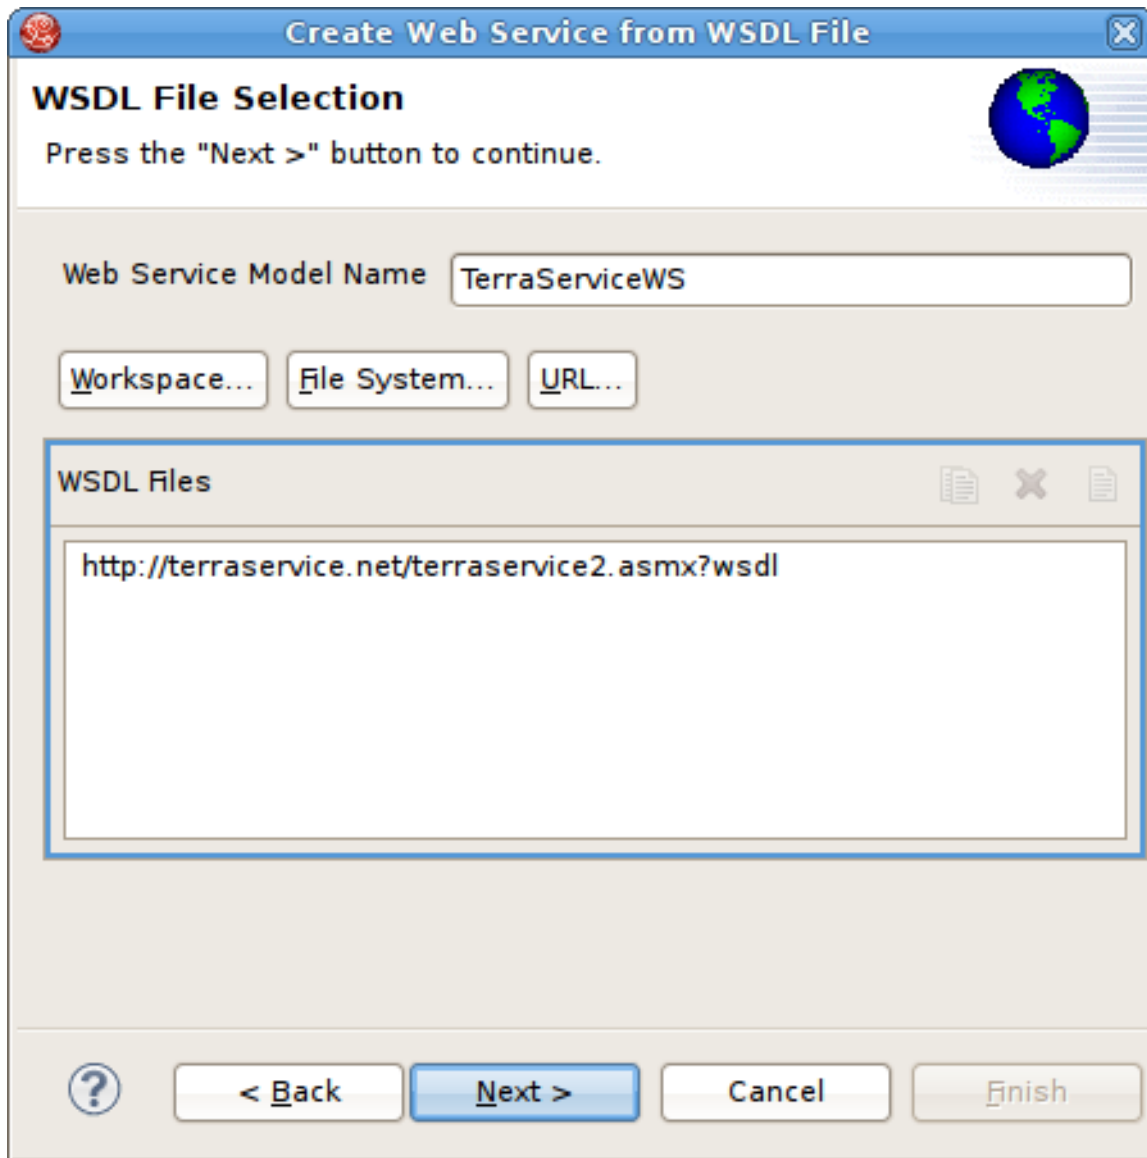 Create Web Service from WSDL File
WSDL File Selection
Press the "Next >" button to continue.
Web Service Model Name TerraServiceWS
Workspace... File System... URL...
WSDL Files
http://terraservice.net/terraservice2.asmx?wsdl
? < Back Next > Cancel Finish